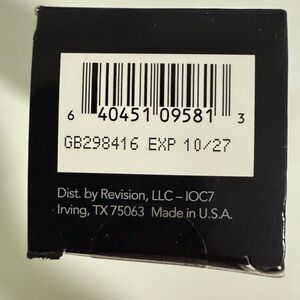 6 40451 09581 3
GB298416 EXP 10/27
Dist. by Revision, LLC – IOC7
Irving, TX 75063 Made in U.S.A.